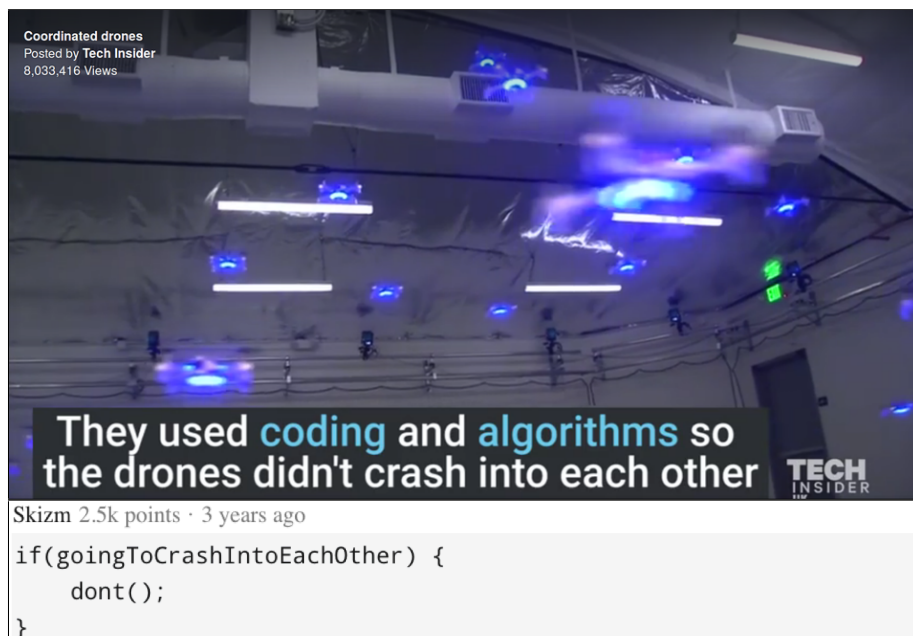 Coordinated drones
Posted by Tech Insider
8,033,416 Views
They used coding and algorithms so
the drones didn't crash into each other
TECH
INSIDER
UK
Skizm 2.5k points · 3 years ago
if(goingToCrashIntoEachOther) {
    dont();
}